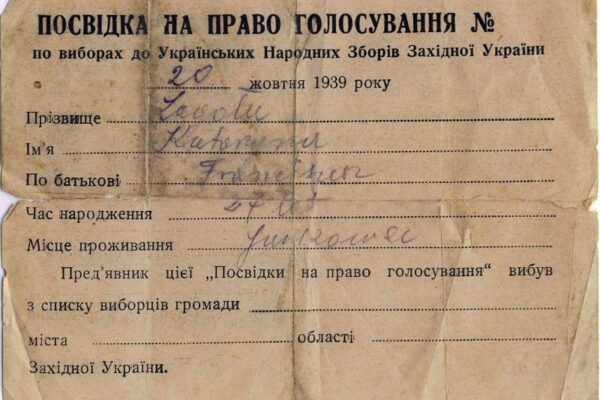 ПОСВІДКА НА ПРАВО ГОЛОСУВАННЯ №
по виборах до Українських Народних Зборів Західної України
20 жовтня 1939 року
Прізвище
Ім'я
По батькові
Час народження 27 lat
Місце проживання
Пред'явник цієї „Посвідки на право голосування“ вибув
з списку виборців громади
міста області
Західної України.